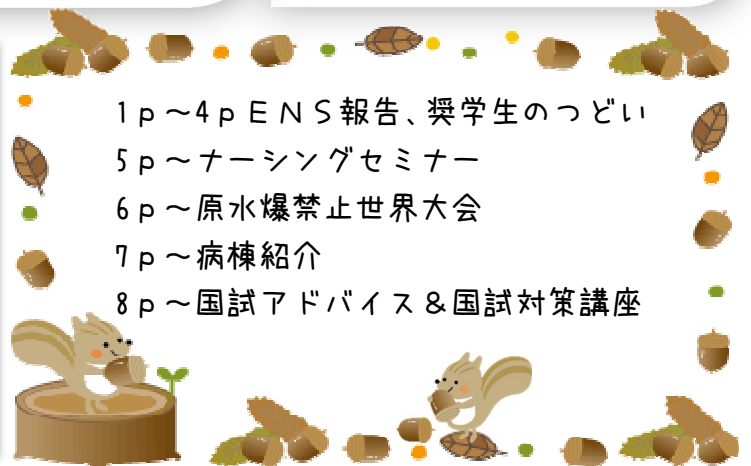 1p～4pENS報告、奨学生のつどい
5p～ナーシングセミナー
6p～原水爆禁止世界大会
7p～病棟紹介
8p～国試アドバイス＆国試対策講座